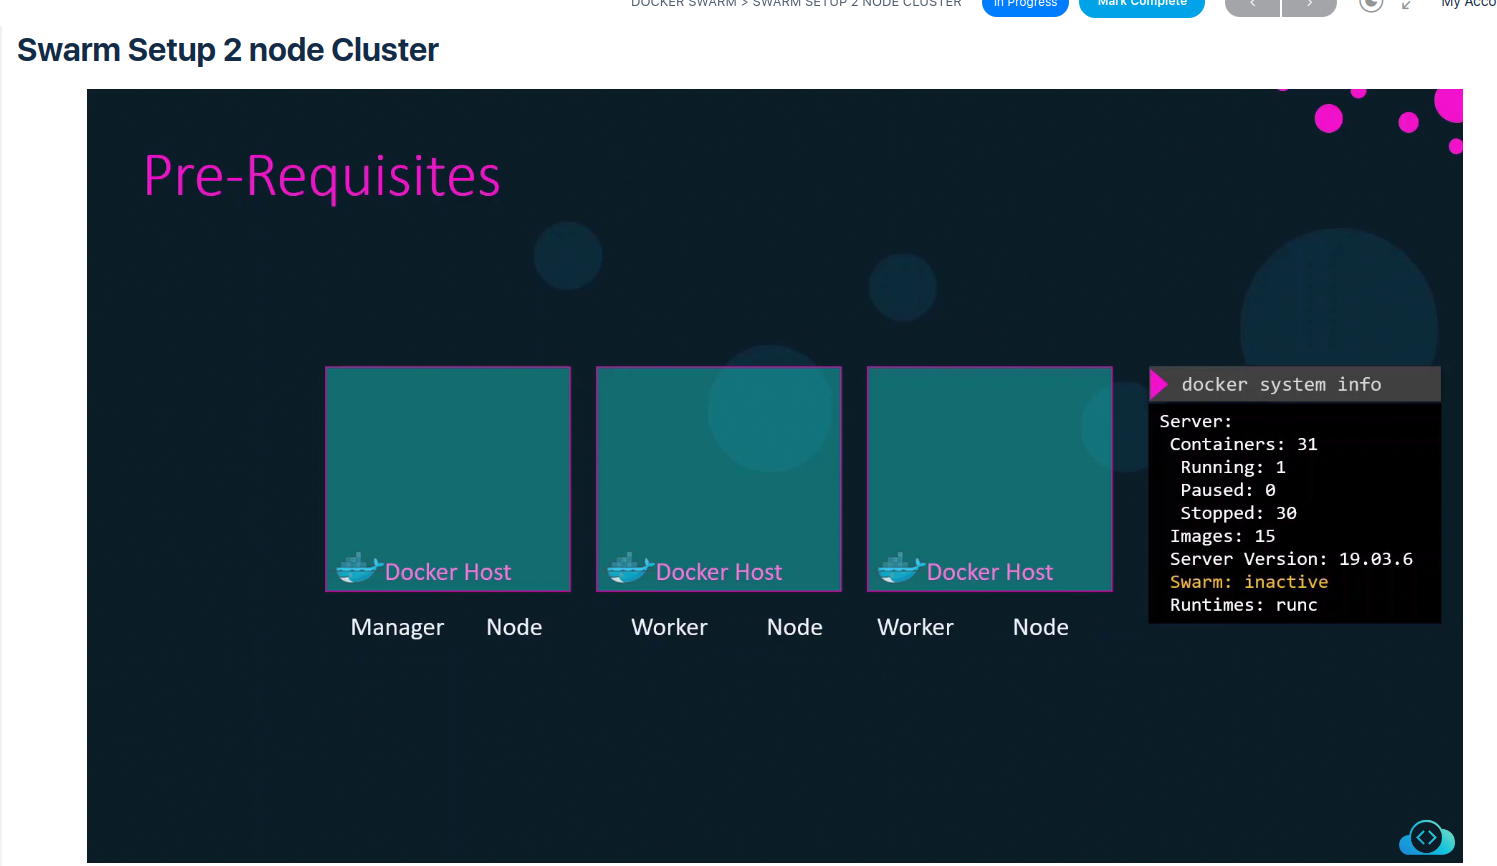 DOCKER SWARM > SWARM SETUP 2 NODE CLUSTER
In Progress
Mark Complete
My Acco
Swarm Setup 2 node Cluster
Pre-Requisites
docker system info
Server:
Containers: 31
Running: 1
Paused: 0
Stopped: 30
Images: 15
Server Version: 19.03.6
Swarm: inactive
Runtimes: runc
Docker Host
Docker Host
Docker Host
Manager Node
Worker Node
Worker Node